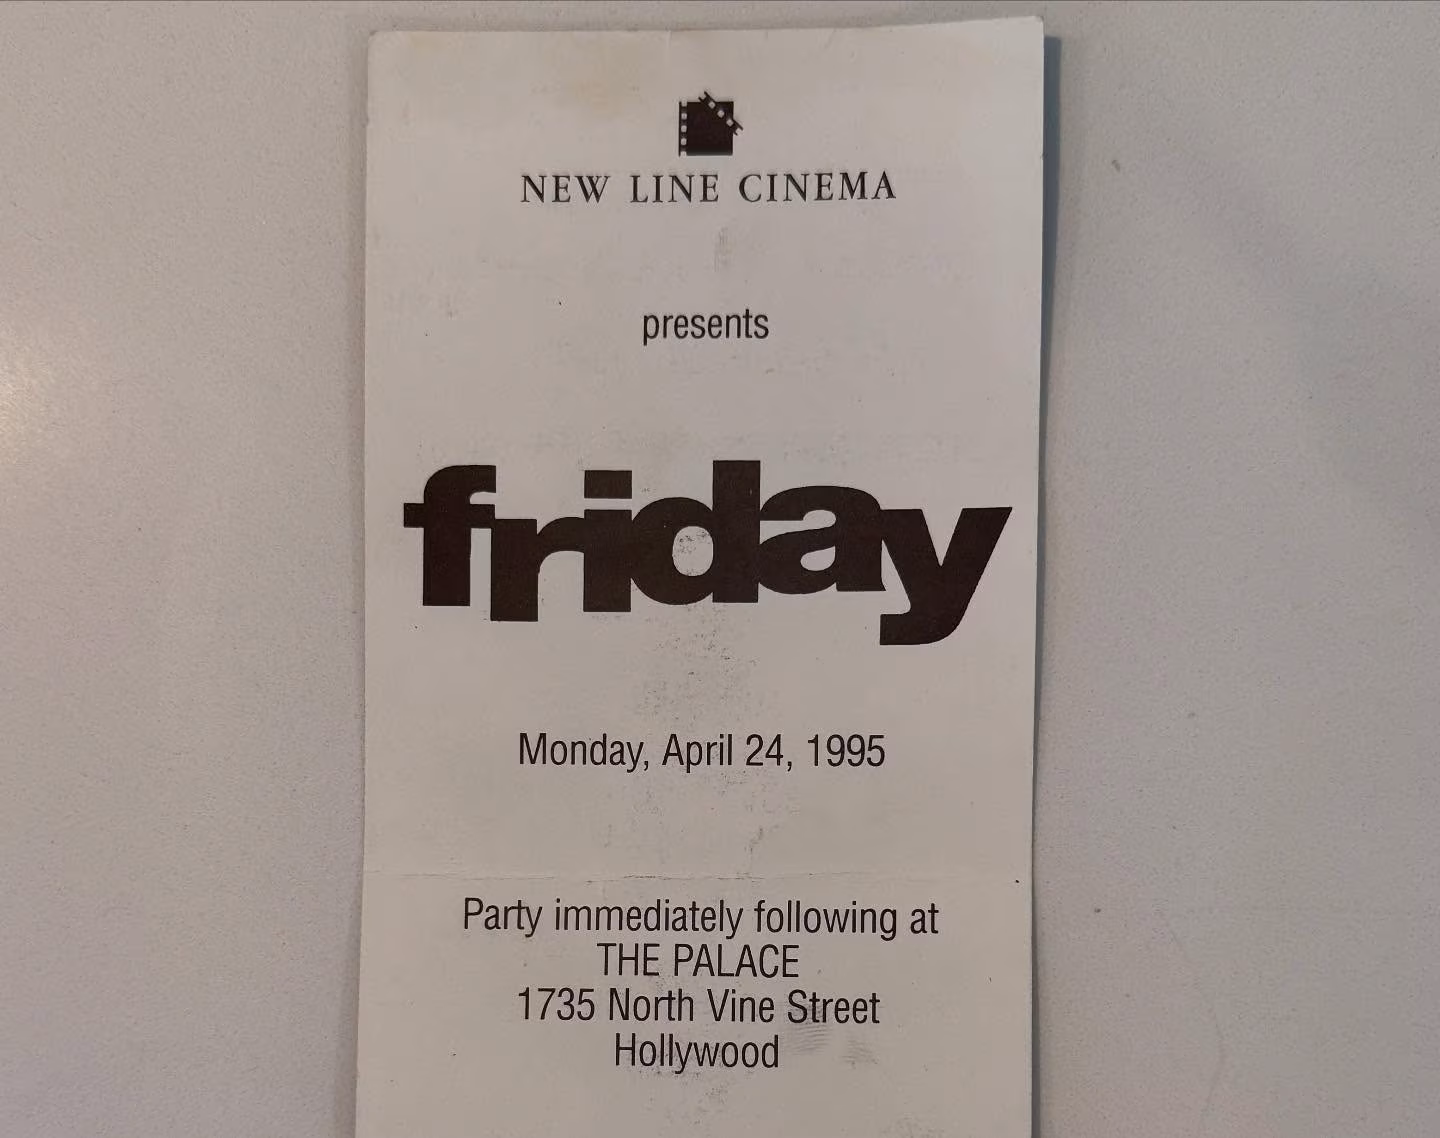 NEW LINE CINEMA
presents
friday
Monday, April 24, 1995
Party immediately following at
THE PALACE
1735 North Vine Street
Hollywood